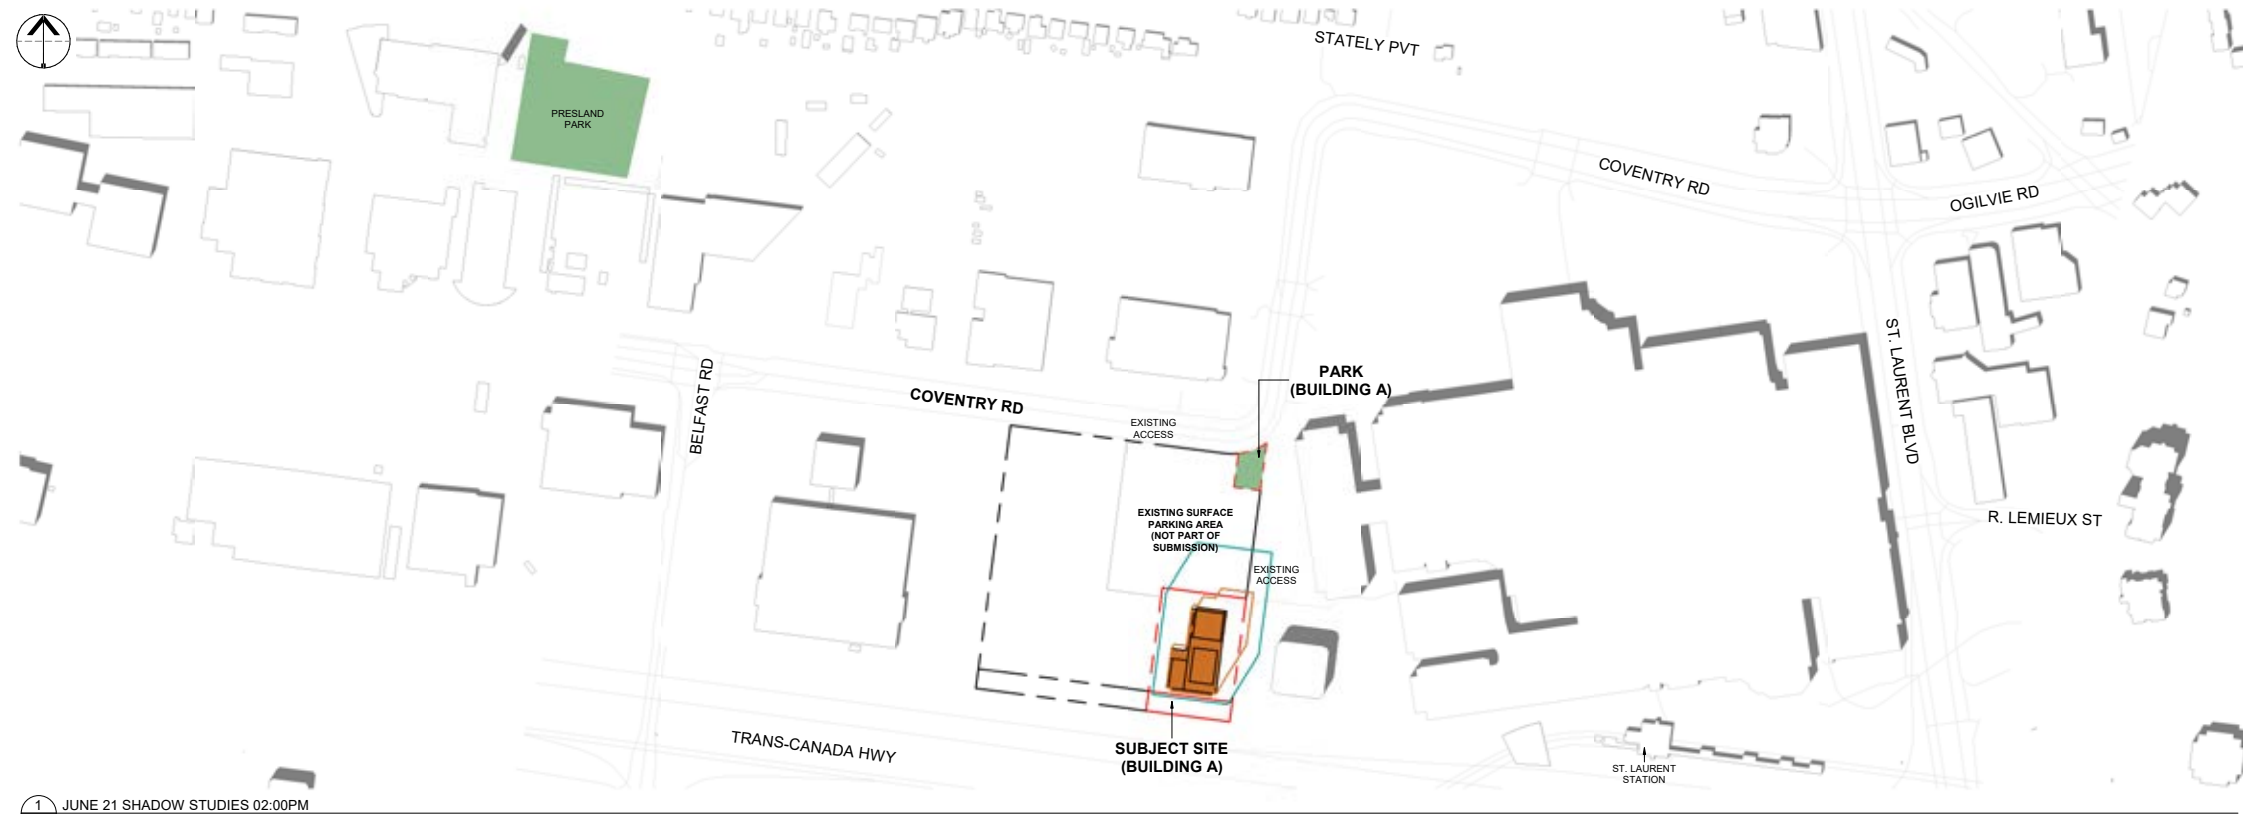 STATELY PVT
PRESLAND
PARK
COVENTRY RD
OGILVIE RD
ST. LAURENT BLVD
BELFAST RD
PARK
(BUILDING A)
COVENTRY RD
EXISTING
ACCESS
EXISTING SURFACE
PARKING AREA
(NOT PART OF
SUBMISSION)
R. LEMIEUX ST
EXISTING
ACCESS
TRANS-CANADA HWY
SUBJECT SITE
(BUILDING A)
ST. LAURENT
STATION
1 JUNE 21 SHADOW STUDIES 02:00PM